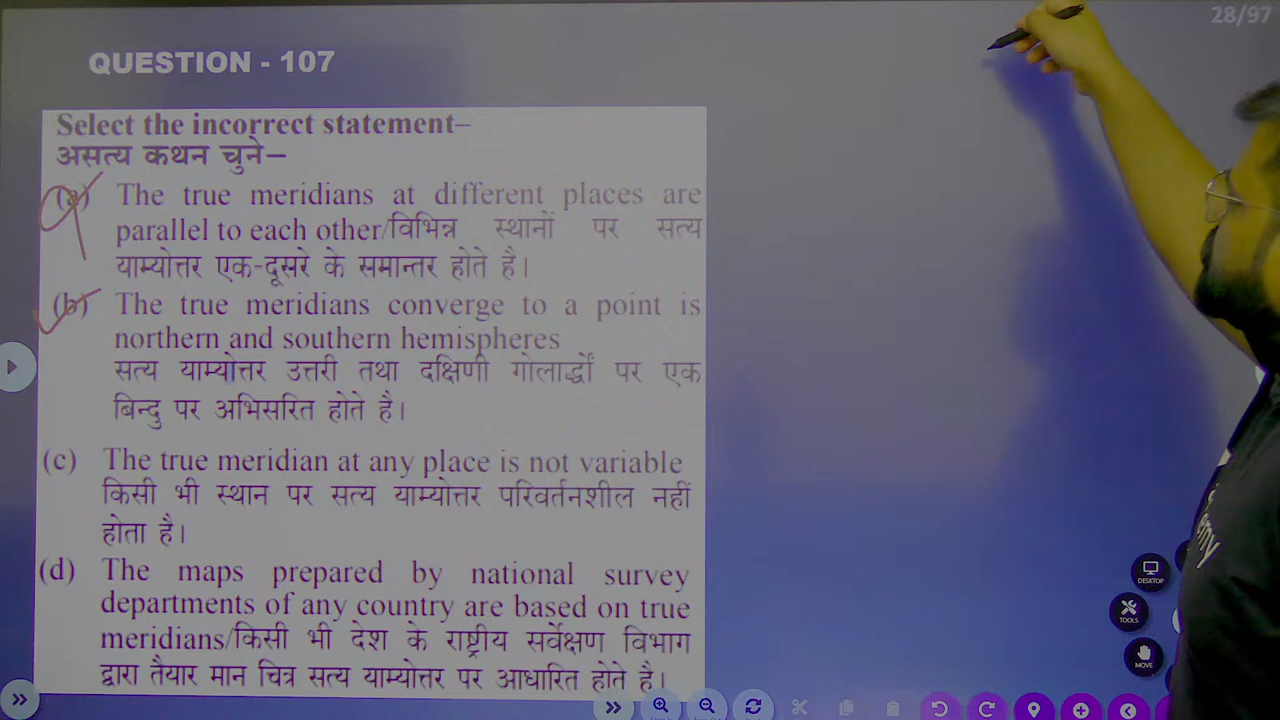 28/97
QUESTION - 107
Select the incorrect statement–
असत्य कथन चुने–
(a) The true meridians at different places are
parallel to each other/विभिन्न स्थानों पर सत्य
याम्योत्तर एक-दूसरे के समान्तर होते है।
(b) The true meridians converge to a point is
northern and southern hemispheres
सत्य याम्योत्तर उत्तरी तथा दक्षिणी गोलार्द्धों पर एक
बिन्दु पर अभिसरित होते है।
(c) The true meridian at any place is not variable
किसी भी स्थान पर सत्य याम्योत्तर परिवर्तनशील नहीं
होता है।
(d) The maps prepared by national survey
departments of any country are based on true
meridians/किसी भी देश के राष्ट्रीय सर्वेक्षण विभाग
द्वारा तैयार मान चित्र सत्य याम्योत्तर पर आधारित होते है।
DESKTOP
TOOLS
MOVE